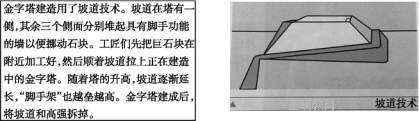 金字塔建造用了坡道技术。坡道在塔有一
侧,其余三个侧面分别堆起具有脚手功能
的墙以便挪动石块。工匠们先把巨石块在
附近加工好,然后顺着坡道拉上正在建造
中的金字塔。随着塔的升高,坡道逐渐延
长,“脚手架”也越垒越高。金字塔建成后,
将坡道和高强拆掉。
坡道技术